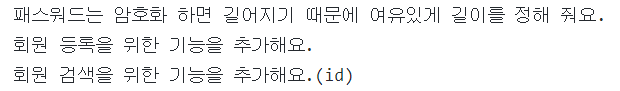 패스워드는 암호화 하면 길어지기 때문에 여유있게 길이를 정해 줘요.
회원 등록을 위한 기능을 추가해요.
회원 검색을 위한 기능을 추가해요.(id)